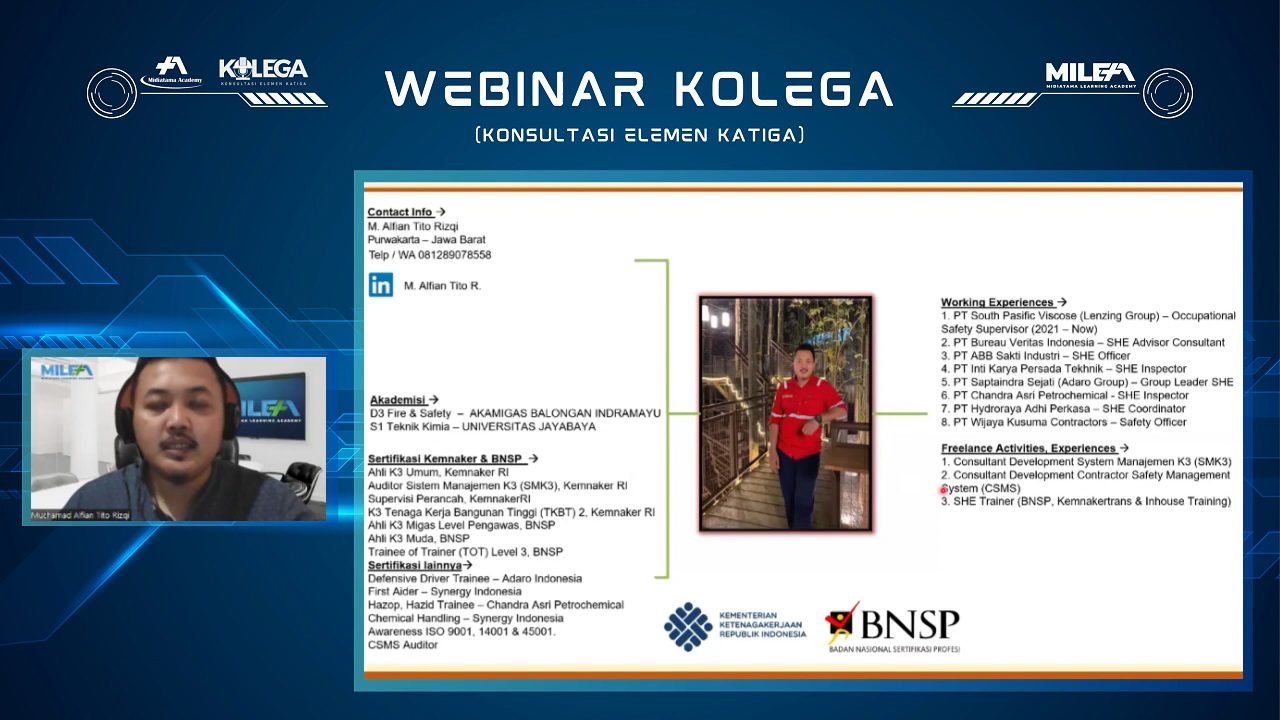 Midiatama Academy
KOLEGA
KONSULTASI ELEMEN KATIGA
WEBINAR KOLEGA
(KONSULTASI ELEMEN KATIGA)
MILEA
MIDIATAMA LEARNING ACADEMY
Contact Info →
M. Alfian Tito Rizqi
Purwakarta – Jawa Barat
Telp / WA 081289078558
in
M. Alfian Tito R.
Akademisi →
D3 Fire & Safety – AKAMIGAS BALONGAN INDRAMAYU
S1 Teknik Kimia – UNIVERSITAS JAYABAYA
Sertifikasi Kemnaker & BNSP →
Ahli K3 Umum, Kemnaker RI
Auditor Sistem Manajemen K3 (SMK3), Kemnaker RI
Supervisi Perancah, KemnakerRI
K3 Tenaga Kerja Bangunan Tinggi (TKBT) 2, Kemnaker RI
Ahli K3 Migas Level Pengawas, BNSP
Ahli K3 Muda, BNSP
Trainee of Trainer (TOT) Level 3, BNSP
Sertifikasi lainnya→
Defensive Driver Trainee – Adaro Indonesia
First Aider – Synergy Indonesia
Hazop, Hazid Trainee – Chandra Asri Petrochemical
Chemical Handling – Synergy Indonesia
Awareness ISO 9001, 14001 & 45001.
CSMS Auditor
Working Experiences →
1. PT South Pasific Viscose (Lenzing Group) – Occupational
Safety Supervisor (2021 – Now)
2. PT Bureau Veritas Indonesia – SHE Advisor Consultant
3. PT ABB Sakti Industri – SHE Officer
4. PT Inti Karya Persada Tekhnik – SHE Inspector
5. PT Saptaindra Sejati (Adaro Group) – Group Leader SHE
6. PT Chandra Asri Petrochemical - SHE Inspector
7. PT Hydroraya Adhi Perkasa – SHE Coordinator
8. PT Wijaya Kusuma Contractors – Safety Officer
Freelance Activities, Experiences →
1. Consultant Development System Manajemen K3 (SMK3)
2. Consultant Development Contractor Safety Management
System (CSMS)
3. SHE Trainer (BNSP, Kemnakertrans & Inhouse Training)
KEMENTERIAN
KETENAGAKERJAAN
REPUBLIK INDONESIA
BNSP
BADAN NASIONAL SERTIFIKASI PROFESI
MILEA
MIDIATAMA LEARNING ACADEMY
Muchamad Alfian Tito Rizqi